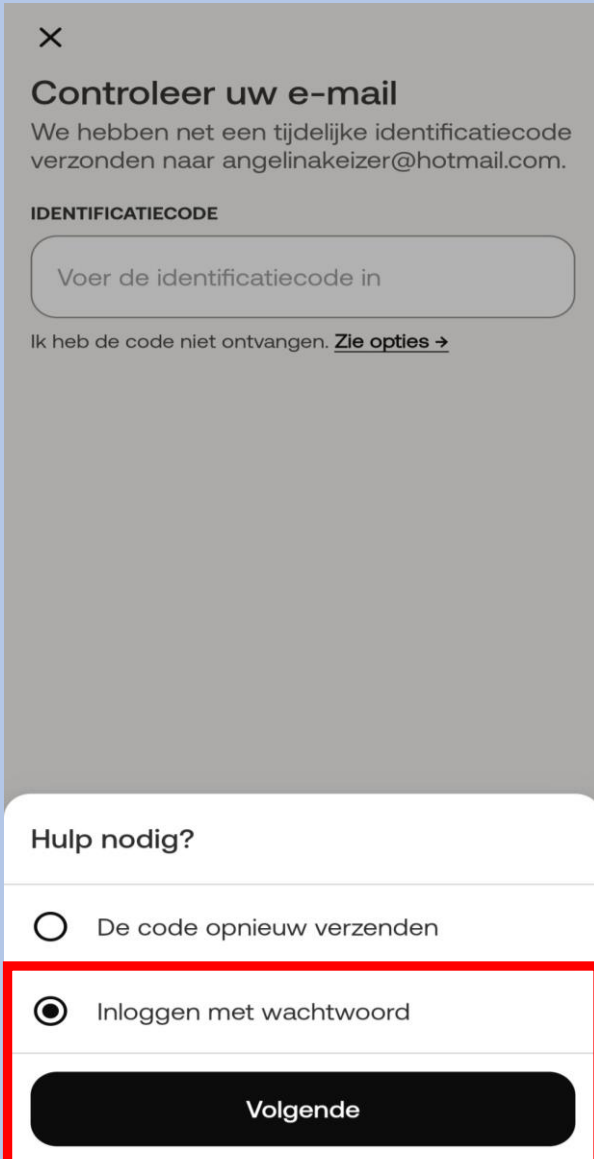 Controleer uw e-mail
We hebben net een tijdelijke identificatiecode
verzonden naar angelinakeizer@hotmail.com.
IDENTIFICATIECODE
Voer de identificatiecode in
Ik heb de code niet ontvangen. Zie opties →
Hulp nodig?
De code opnieuw verzenden
Inloggen met wachtwoord
Volgende